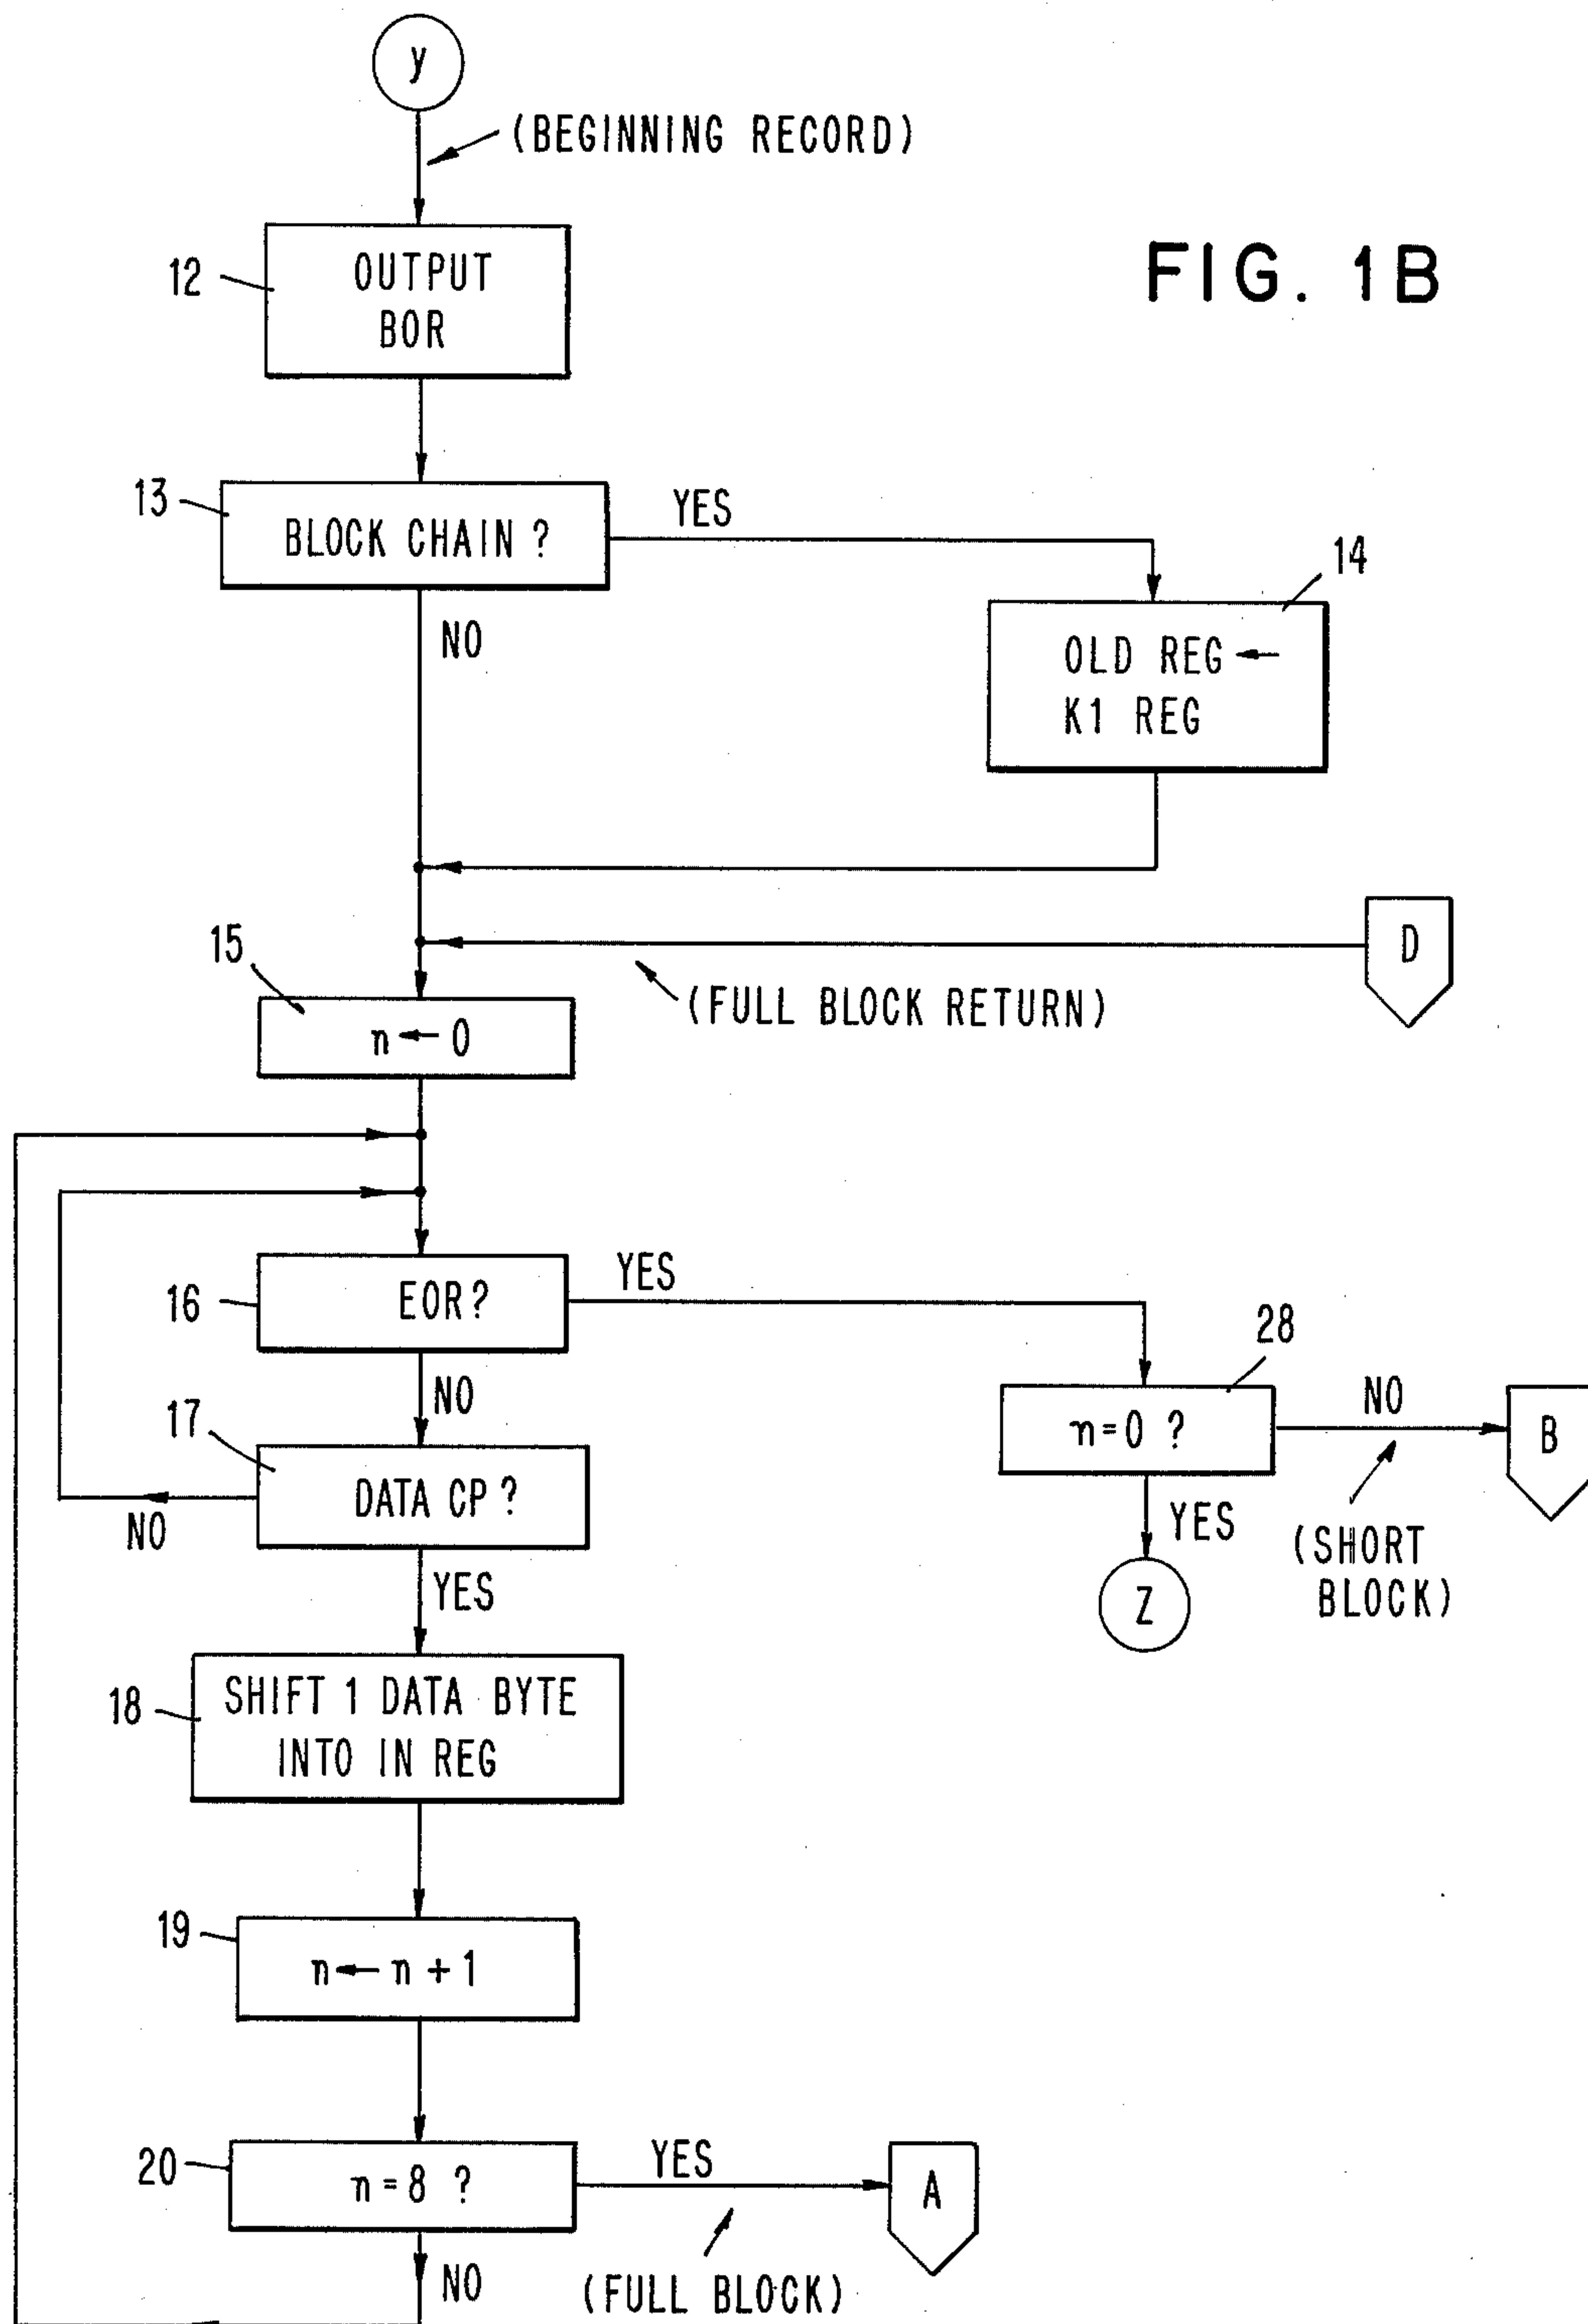 y
(BEGINNING RECORD)
12
OUTPUT
BOR
FIG. 1B
13
BLOCK CHAIN ?
YES
NO
14
OLD REG ←
K1 REG
D
15
(FULL BLOCK RETURN)
n ← 0
16
EOR?
YES
28
NO
n=0 ?
NO
B
17
DATA CP ?
NO
YES
YES
(SHORT
BLOCK)
Z
18
SHIFT 1 DATA BYTE
INTO IN REG
19
n ← n + 1
20
n = 8 ?
YES
A
NO
(FULL BLOCK)